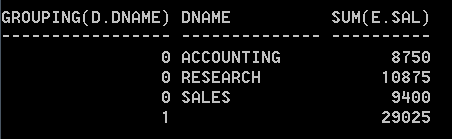 GROUPING(D.DNAME) DNAME          SUM(E.SAL)
----------------- -------------- ----------
                0 ACCOUNTING           8750
                0 RESEARCH            10875
                0 SALES                9400
                1                     29025